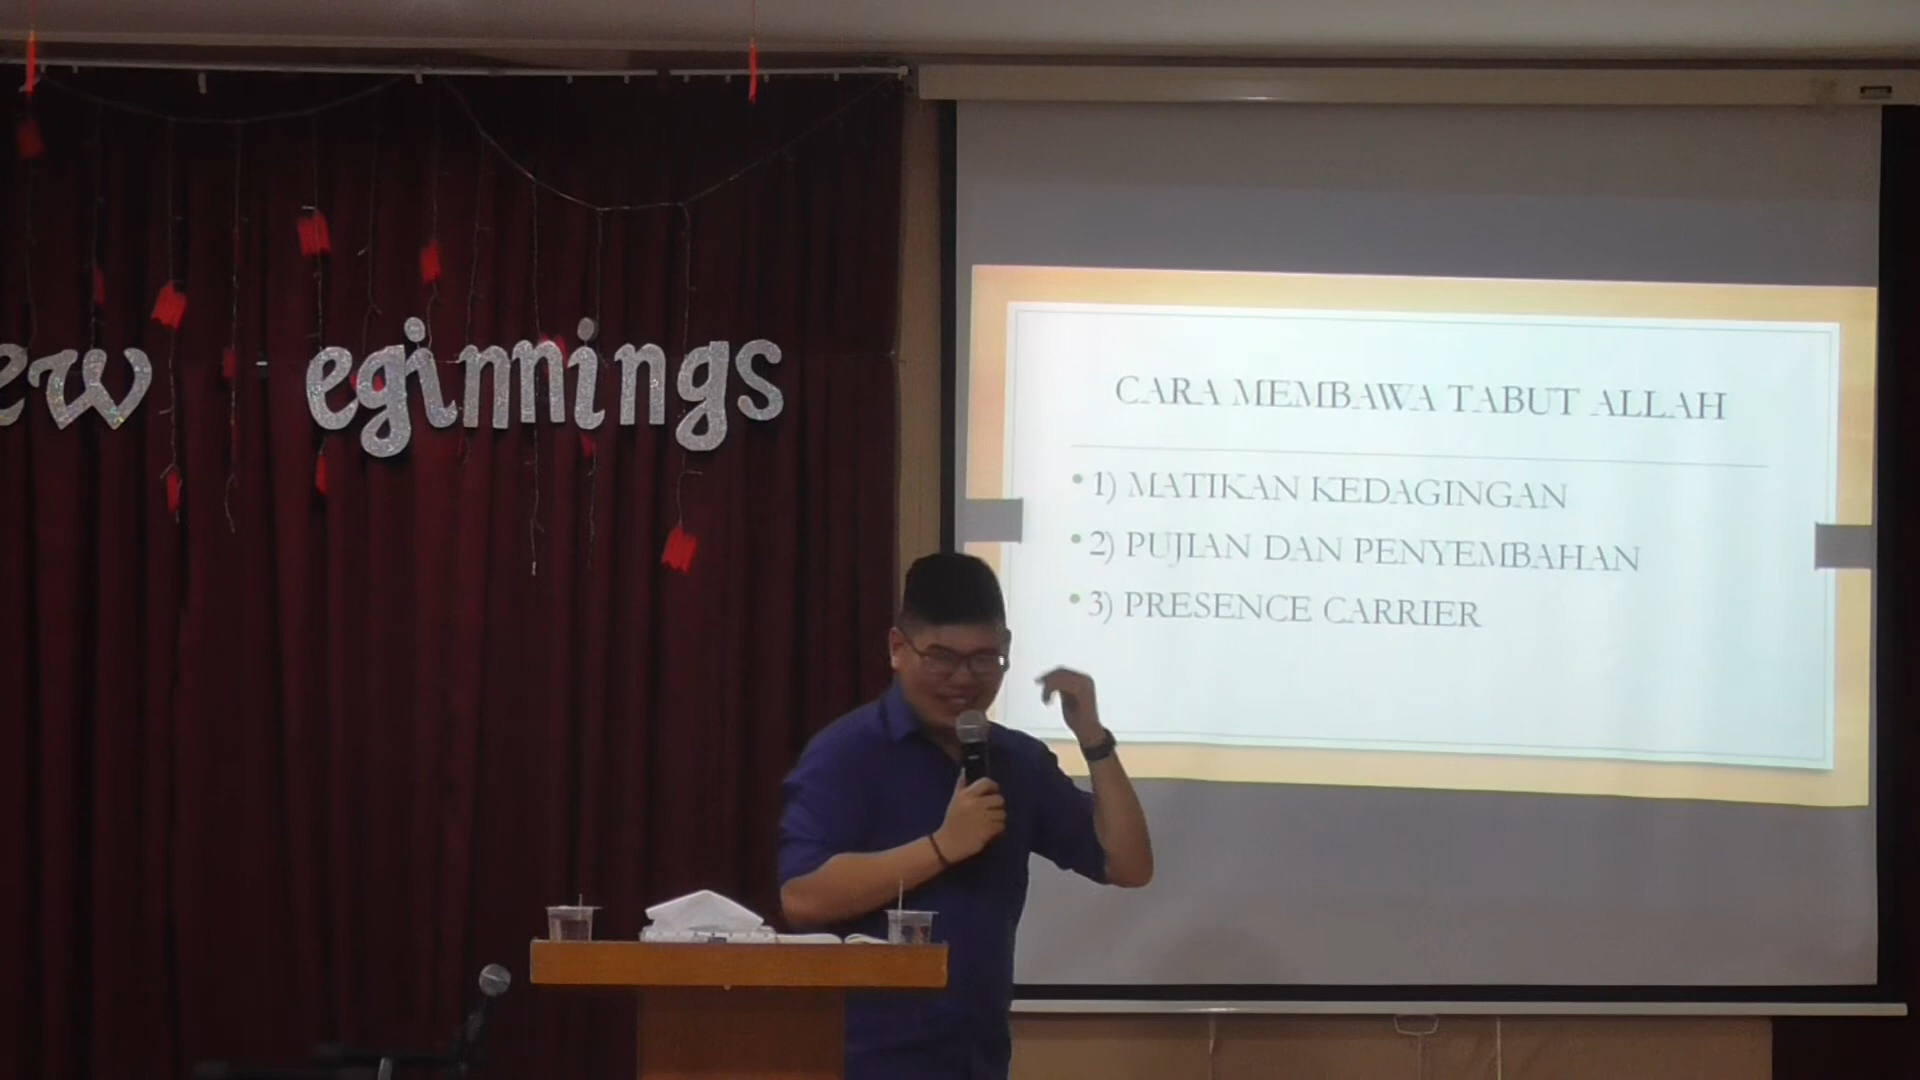 ew eginnings
CARA MEMBAWA TABUT ALLAH
• 1) MATIKAN KEDAGINGAN
• 2) PUJIAN DAN PENYEMBAHAN
• 3) PRESENCE CARRIER